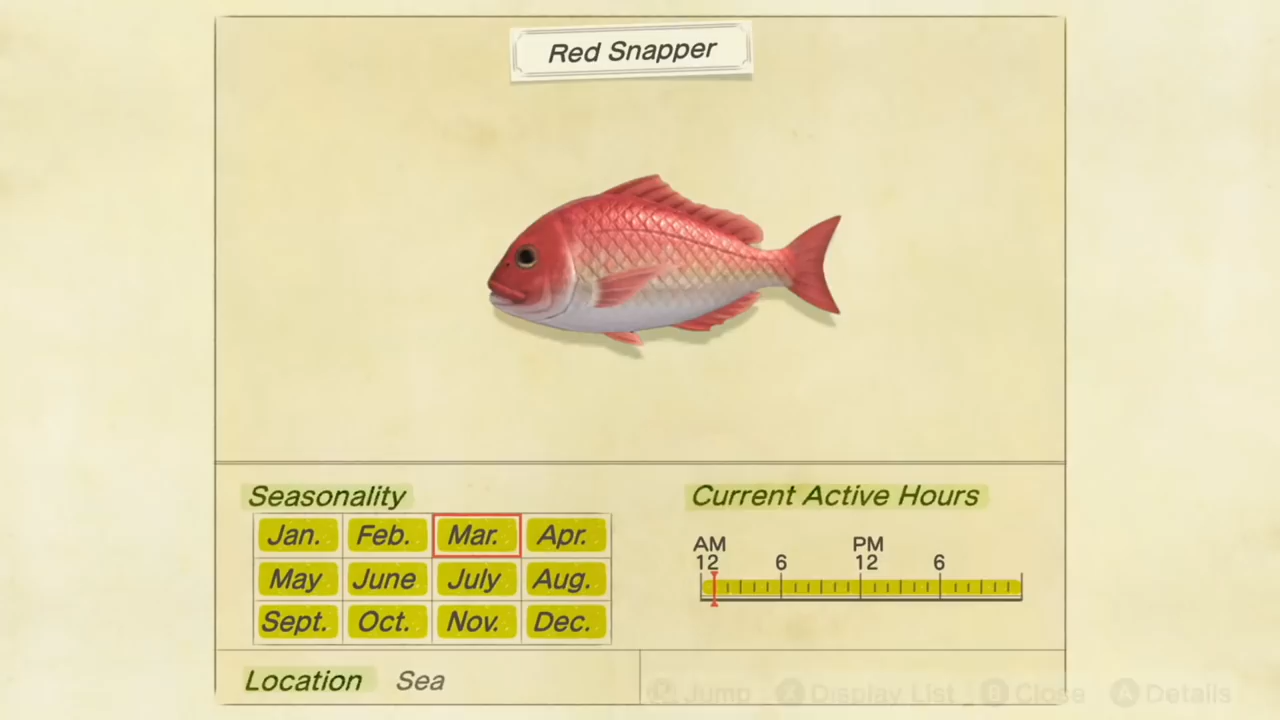 Red Snapper
Seasonality
Jan. Feb. Mar. Apr.
May June July Aug.
Sept. Oct. Nov. Dec.
Current Active Hours
AM PM
12 6 12 6
Location Sea
R Jump X Display List B Close A Details